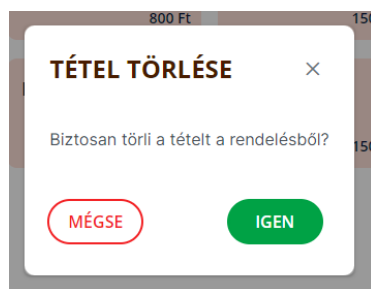 800 Ft
TÉTEL TÖRLÉSE
Biztosan törli a tételt a rendelésből?
MÉGSE
IGEN